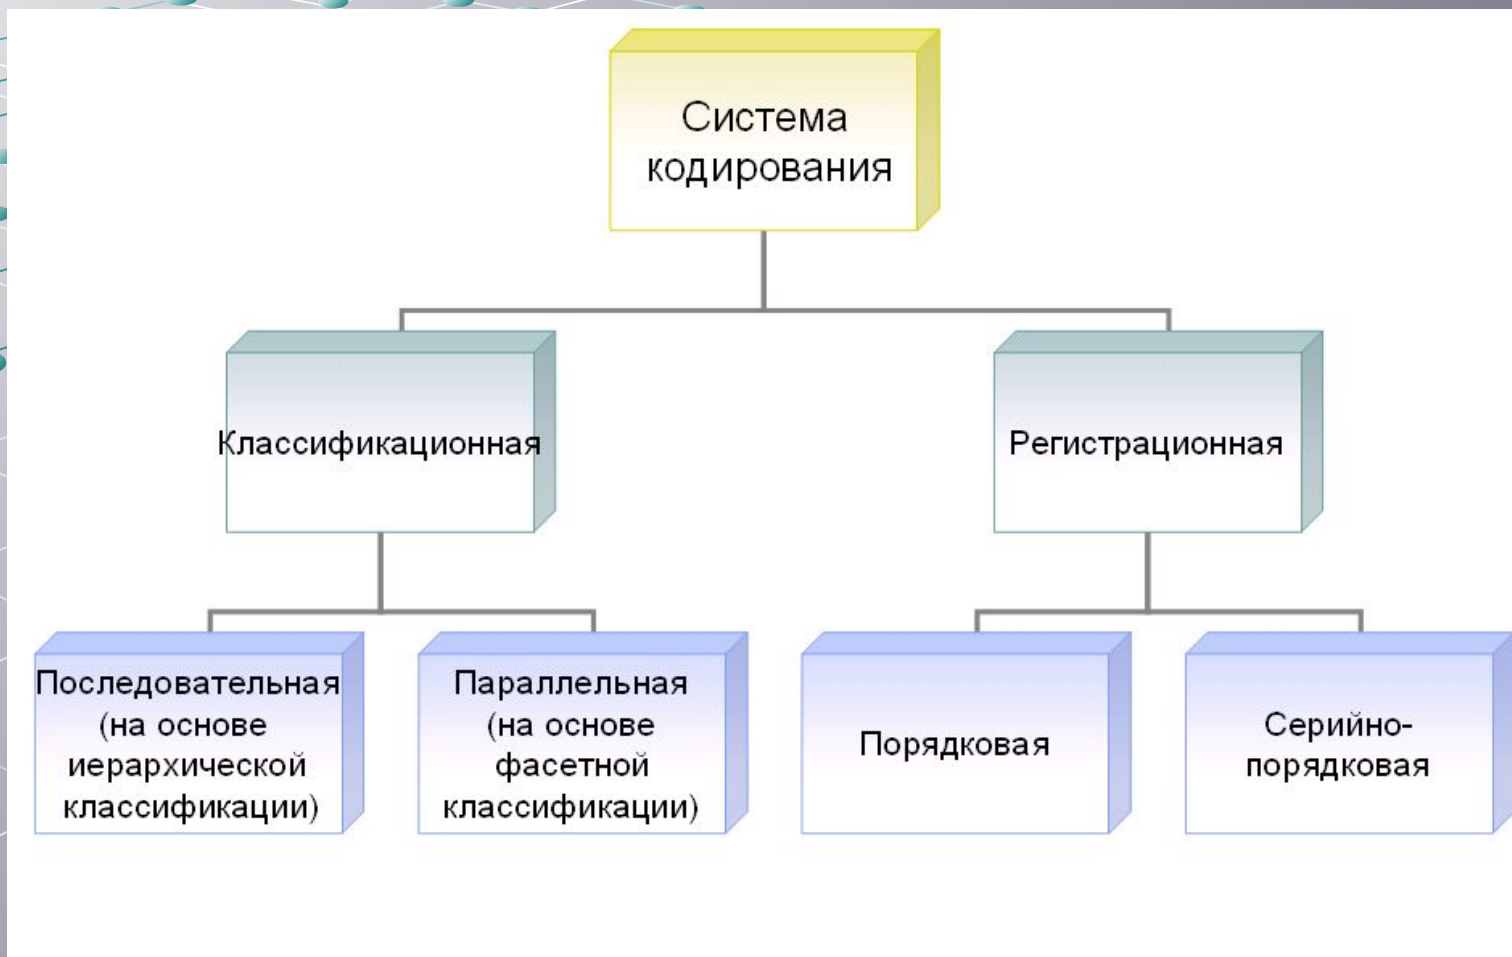 Система
кодирования
Классификационная
Регистрационная
Последовательная
(на основе
иерархической
классификации)
Параллельная
(на основе
фасетной
классификации)
Порядковая
Серийно-
порядковая